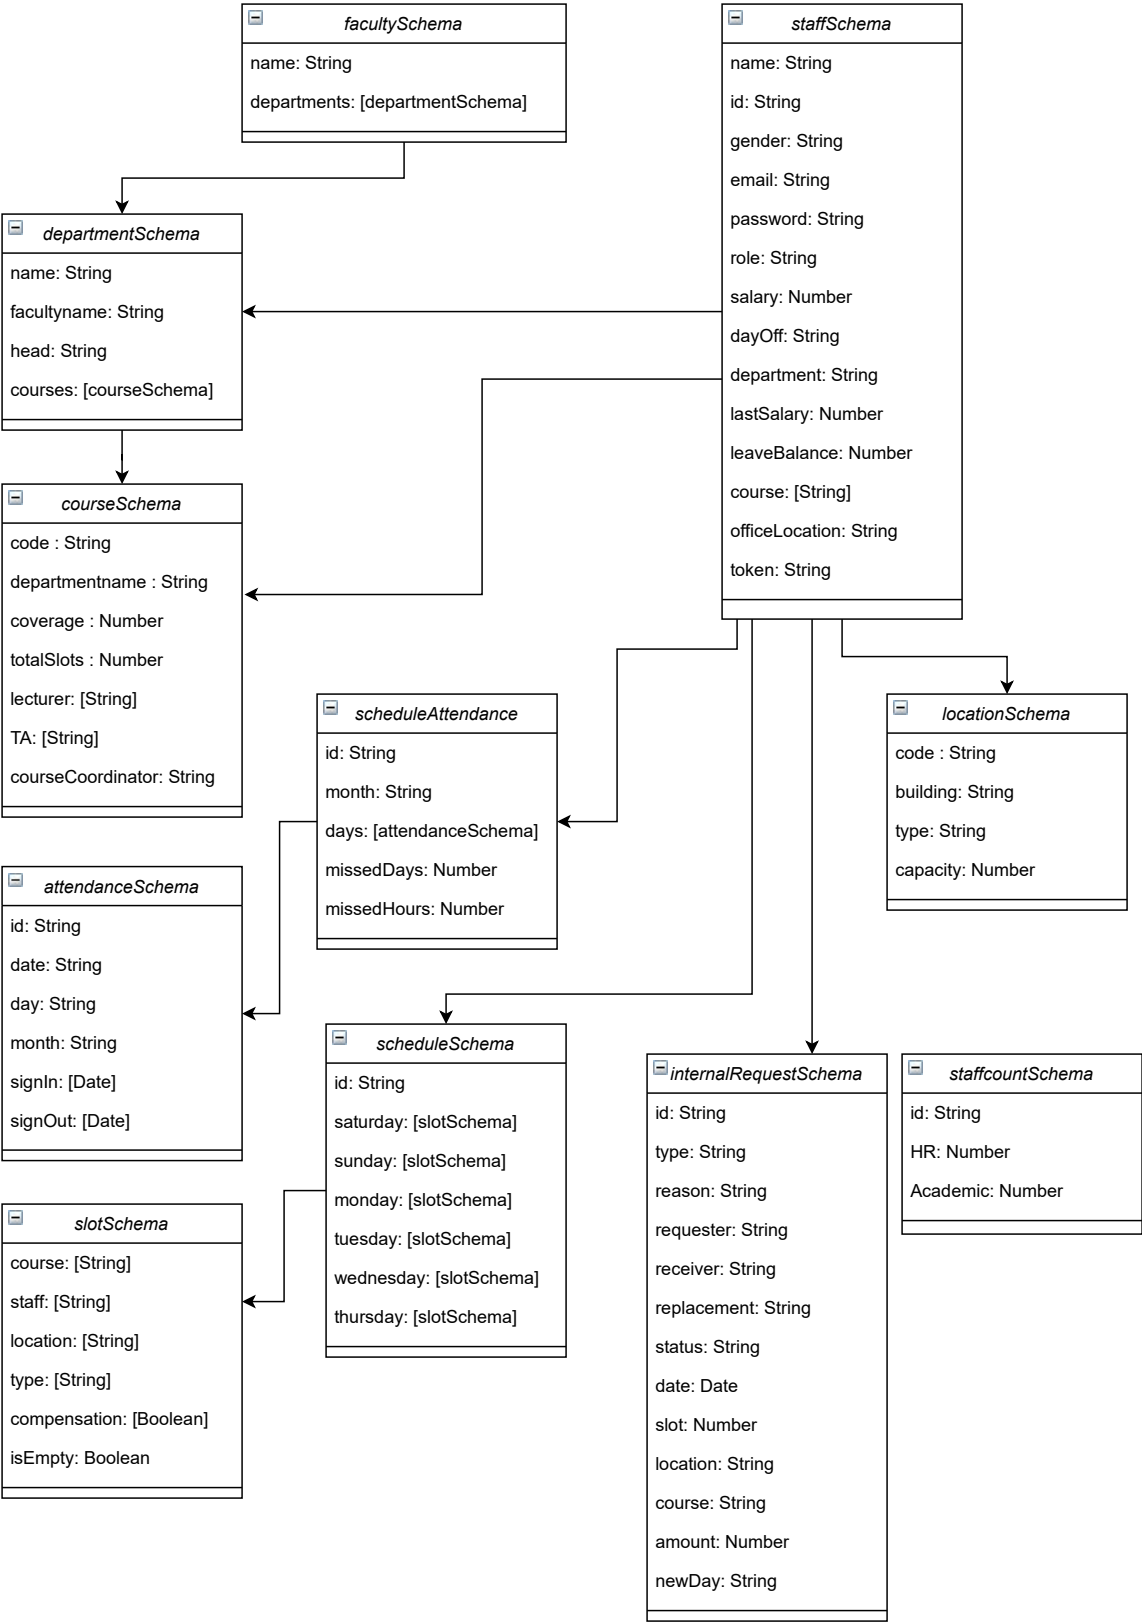 facultySchema
name: String
departments: [departmentSchema]
staffSchema
name: String
id: String
gender: String
email: String
password: String
role: String
salary: Number
dayOff: String
department: String
lastSalary: Number
leaveBalance: Number
course: [String]
officeLocation: String
token: String
departmentSchema
name: String
facultyname: String
head: String
courses: [courseSchema]
courseSchema
code : String
departmentname : String
coverage : Number
totalSlots : Number
lecturer: [String]
TA: [String]
courseCoordinator: String
scheduleAttendance
id: String
month: String
days: [attendanceSchema]
missedDays: Number
missedHours: Number
locationSchema
code : String
building: String
type: String
capacity: Number
attendanceSchema
id: String
date: String
day: String
month: String
signIn: [Date]
signOut: [Date]
scheduleSchema
id: String
saturday: [slotSchema]
sunday: [slotSchema]
monday: [slotSchema]
tuesday: [slotSchema]
wednesday: [slotSchema]
thursday: [slotSchema]
internalRequestSchema
id: String
type: String
reason: String
requester: String
receiver: String
replacement: String
status: String
date: Date
slot: Number
location: String
course: String
amount: Number
newDay: String
staffcountSchema
id: String
HR: Number
Academic: Number
slotSchema
course: [String]
staff: [String]
location: [String]
type: [String]
compensation: [Boolean]
isEmpty: Boolean